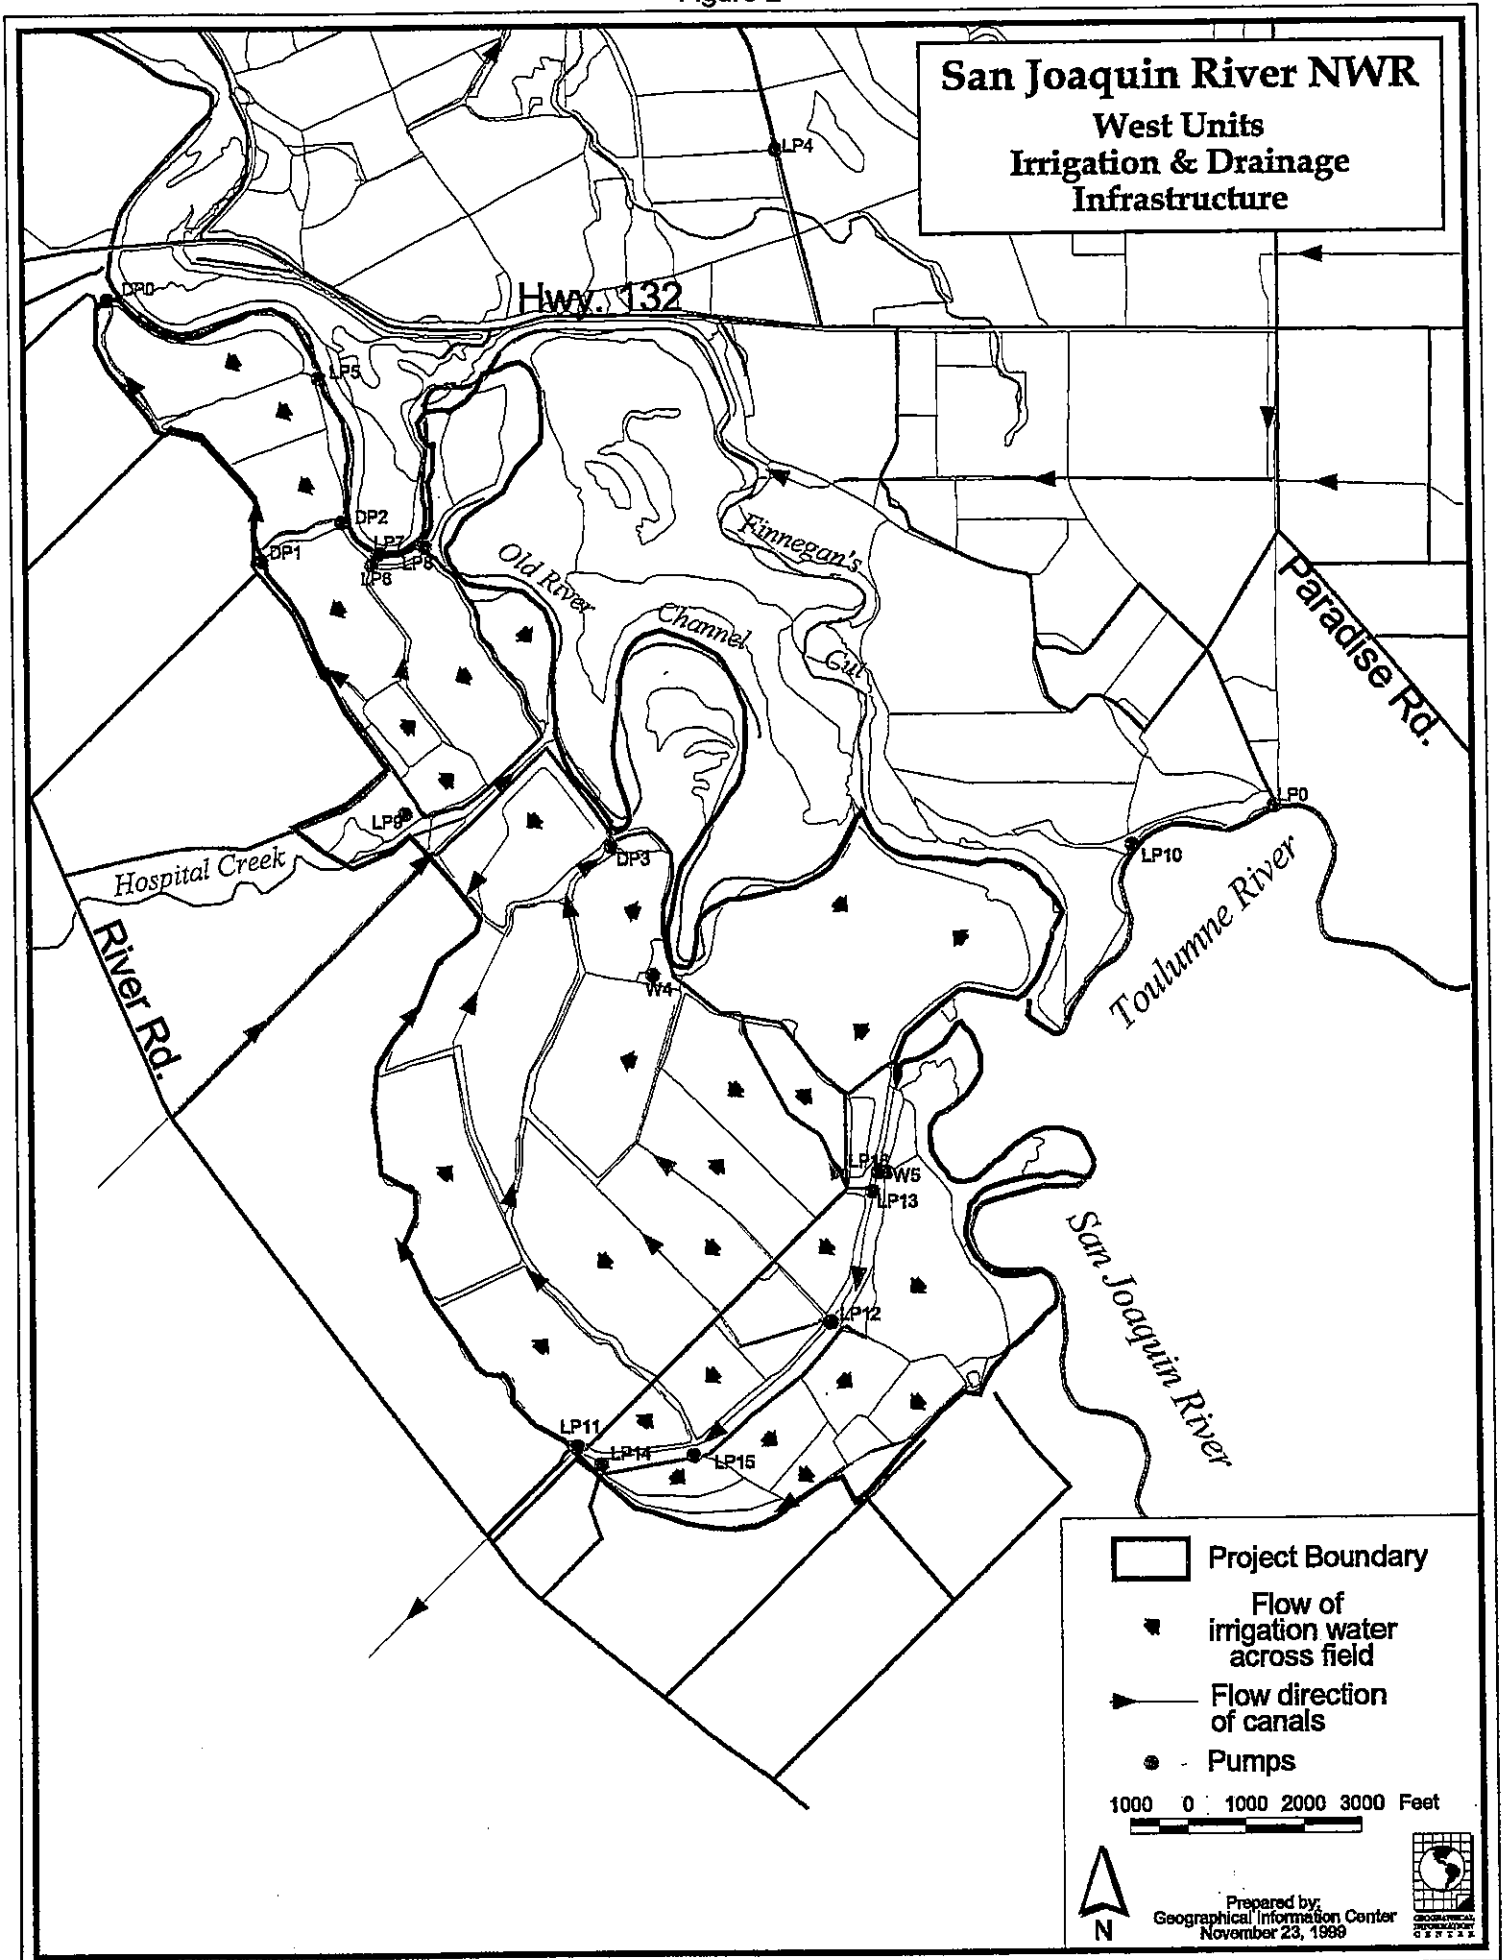 San Joaquin River NWR
West Units
Irrigation & Drainage
Infrastructure
LP4
Hwy. 132
LP5
DP2
LP7
LP8
LP6
DP1
Old River
Channel
Finnegan's
Cut
Paradise Rd.
LP0
LP10
LP9
DP3
Hospital Creek
River Rd.
Toulumne River
W4
W5
LP13
San Joaquin River
LP12
LP11
LP14
LP15
Project Boundary
Flow of
irrigation water
across field
Flow direction
of canals
Pumps
1000 0 1000 2000 3000 Feet
N
Prepared by:
Geographical Information Center
November 23, 1999
GEOGRAPHICAL
INFORMATION
CENTER